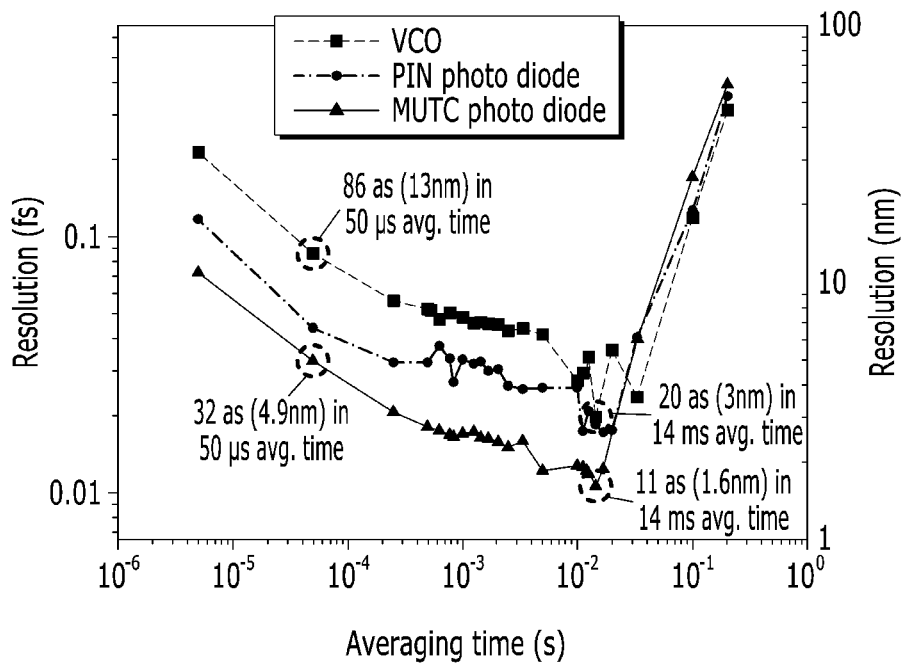 VCO
PIN photo diode
MUTC photo diode
100
0.1
10
0.01
1
Resolution (fs)
Resolution (nm)
86 as (13nm) in
50 µs avg. time
32 as (4.9nm) in
50 µs avg. time
20 as (3nm) in
14 ms avg. time
11 as (1.6nm) in
14 ms avg. time
10⁻⁶ 10⁻⁵ 10⁻⁴ 10⁻³ 10⁻² 10⁻¹ 10⁰
Averaging time (s)